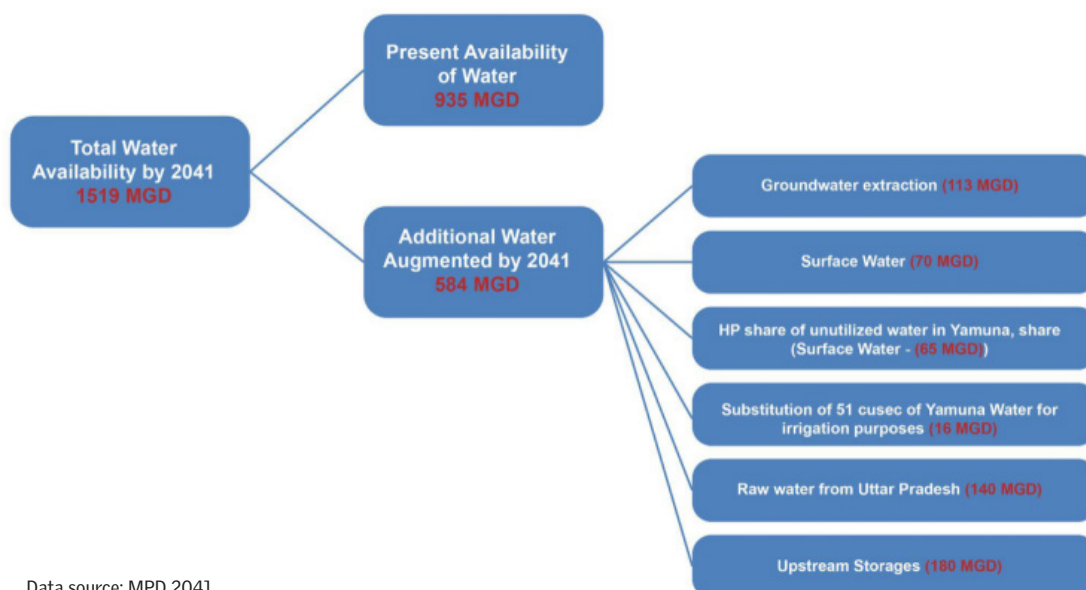 Total Water
Availability by 2041
1519 MGD
Present Availability
of Water
935 MGD
Additional Water
Augmented by 2041
584 MGD
Groundwater extraction (113 MGD)
Surface Water (70 MGD)
HP share of unutilized water in Yamuna, share
(Surface Water - (65 MGD))
Substitution of 51 cusec of Yamuna Water for
irrigation purposes (16 MGD)
Raw water from Uttar Pradesh (140 MGD)
Upstream Storages (180 MGD)
Data source: MPD 2041